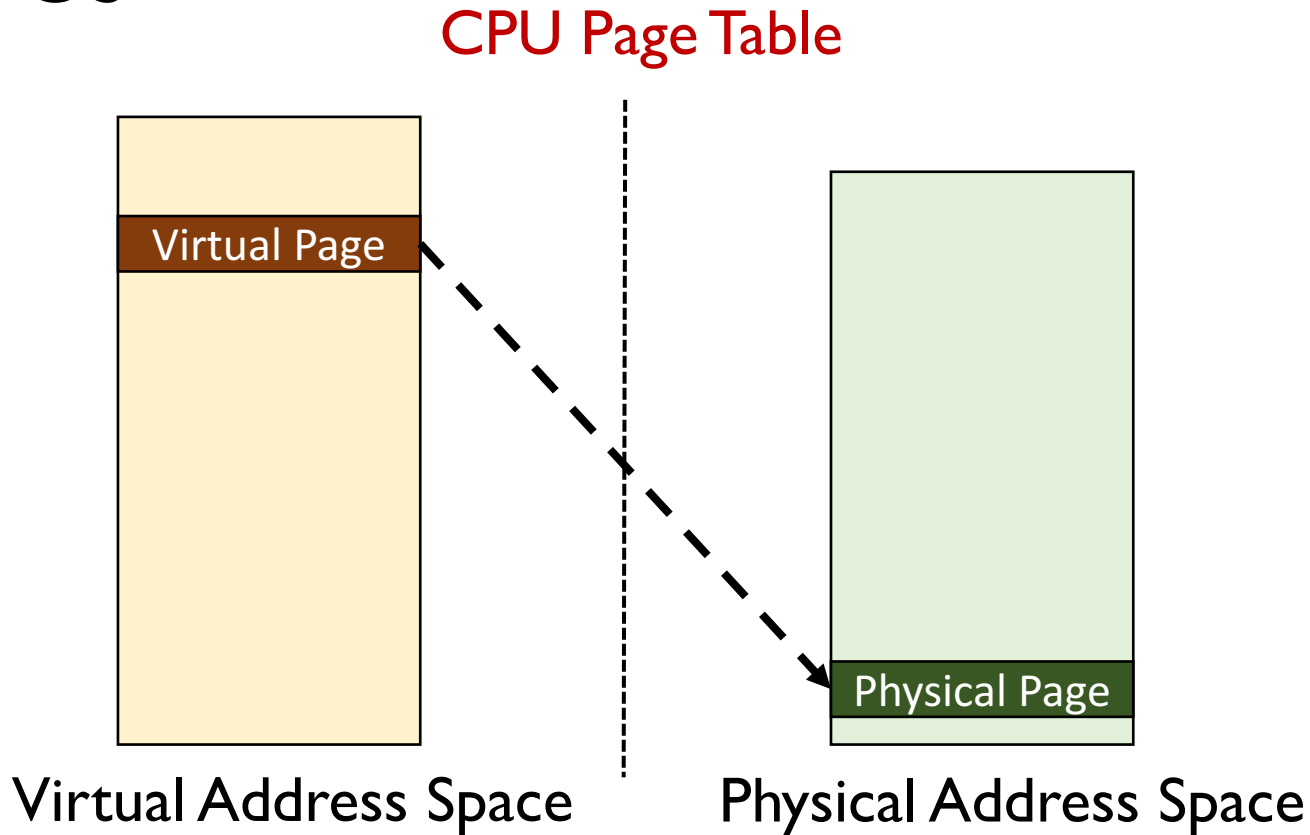 CPU Page Table
Virtual Page
Physical Page
Virtual Address Space
Physical Address Space